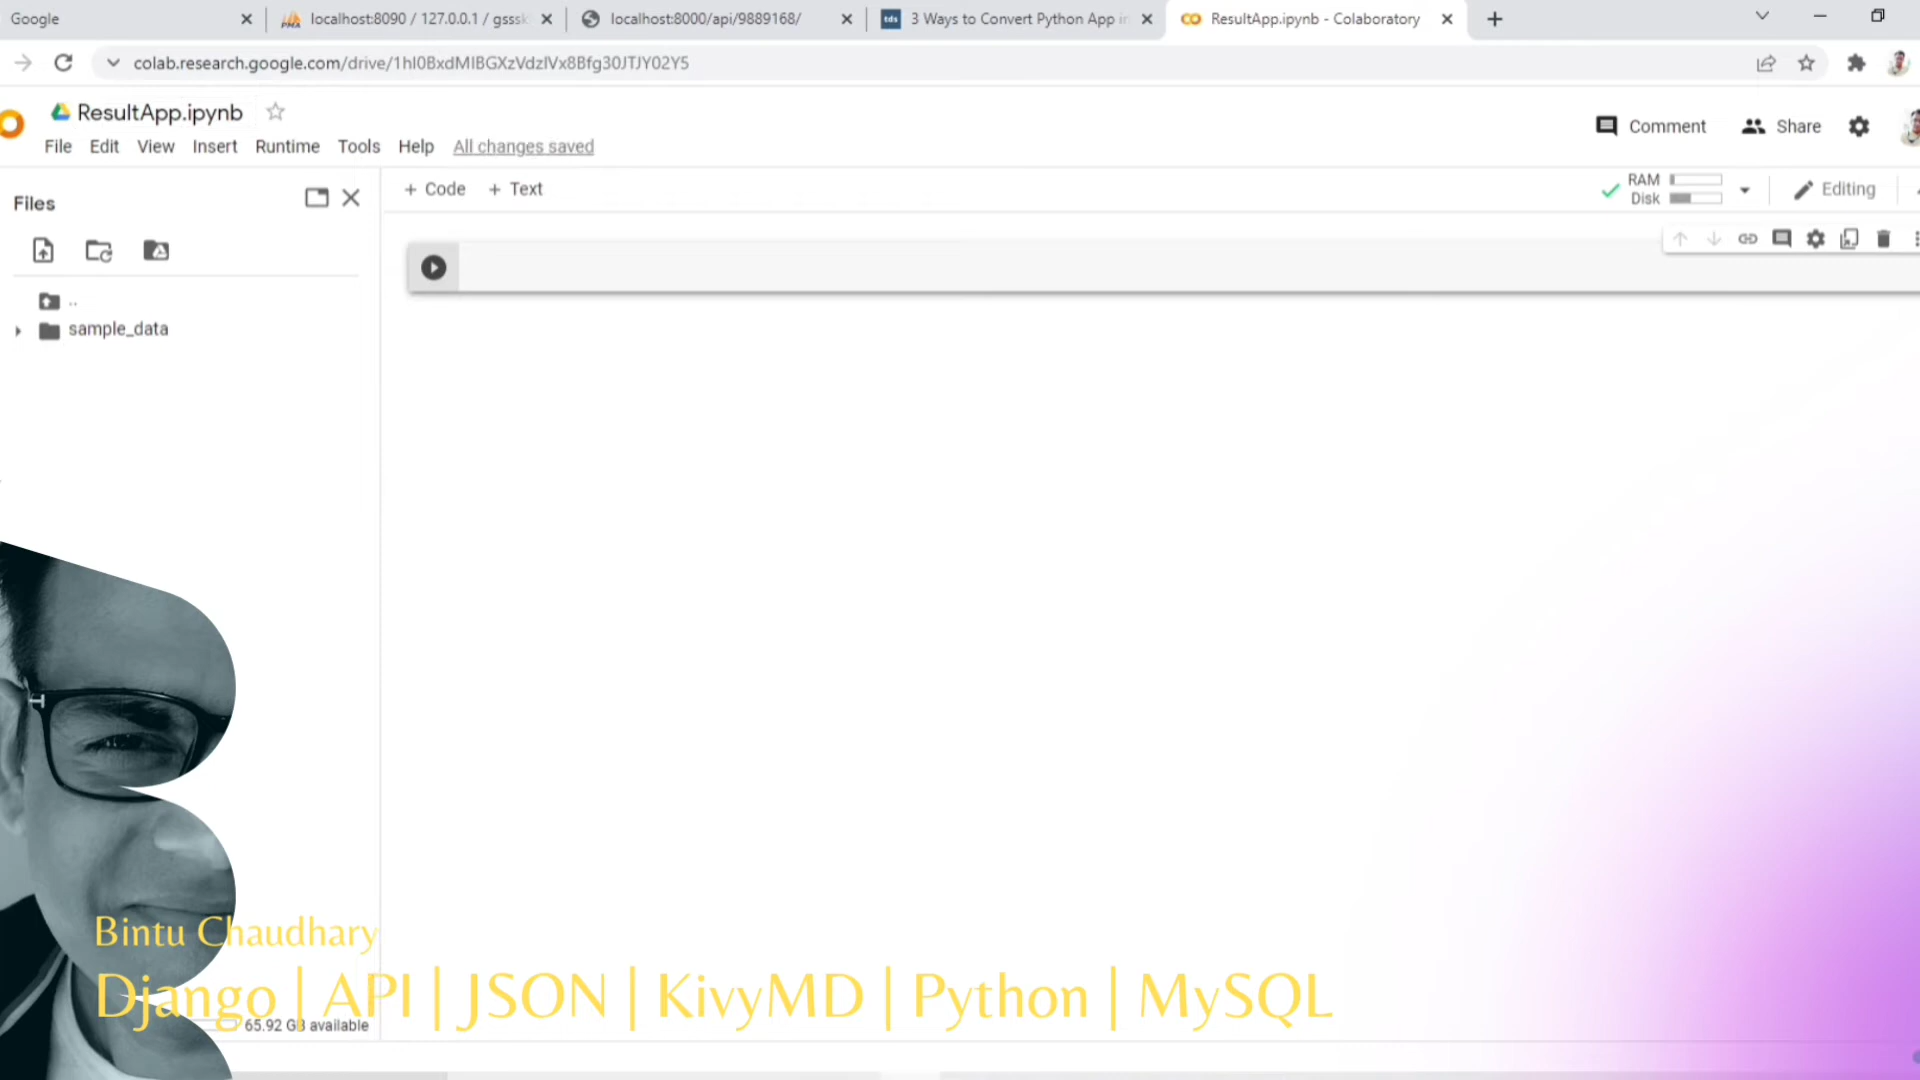 Google
localhost:8090 / 127.0.0.1 / gsssk
localhost:8000/api/9889168/
tds 3 Ways to Convert Python App in
ResultApp.ipynb - Colaboratory
colab.research.google.com/drive/1hI0BxdMIBGXzVdzIVx8Bfg30JTJY02Y5
ResultApp.ipynb
Comment
Share
File Edit View Insert Runtime Tools Help All changes saved
Files
+ Code + Text
RAM
Disk
Editing
..
sample_data
Bintu Chaudhary
Django | API | JSON | KivyMD | Python | MySQL
65.92 GB available